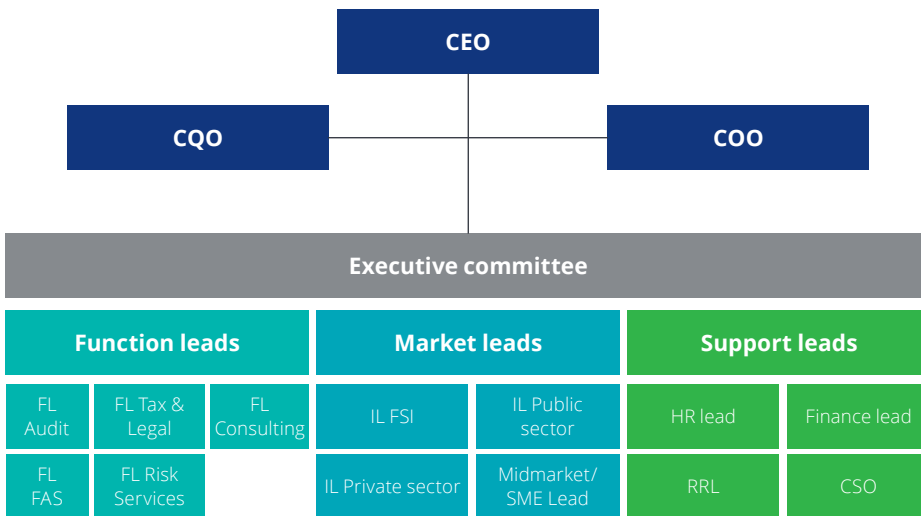 CEO
CQO
COO
Executive committee
Function leads
Market leads
Support leads
FL
Audit
FL Tax &
Legal
FL
Consulting
IL FSI
IL Public
sector
HR lead
Finance lead
FL
FAS
FL Risk
Services
IL Private sector
Midmarket/
SME Lead
RRL
CSO